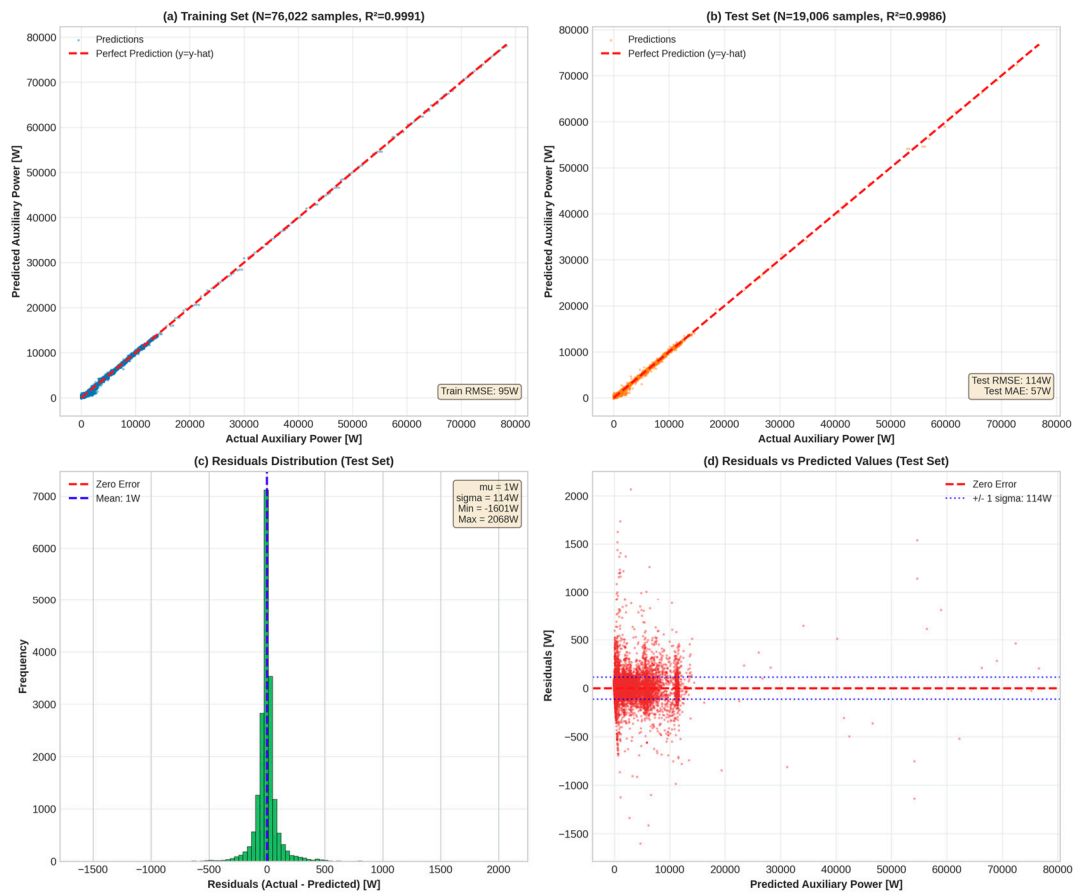 (a) Training Set (N=76,022 samples, R²=0.9991)
Predictions
Perfect Prediction (y=y-hat)
80000
70000
60000
50000
40000
30000
20000
10000
0
Predicted Auxiliary Power [W]
Train RMSE: 95W
0 10000 20000 30000 40000 50000 60000 70000 80000
Actual Auxiliary Power [W]
(b) Test Set (N=19,006 samples, R²=0.9986)
Predictions
Perfect Prediction (y=y-hat)
80000
70000
60000
50000
40000
30000
20000
10000
0
Predicted Auxiliary Power [W]
Test RMSE: 114W
Test MAE: 57W
0 10000 20000 30000 40000 50000 60000 70000 80000
Actual Auxiliary Power [W]
(c) Residuals Distribution (Test Set)
Zero Error
Mean: 1W
mu = 1W
sigma = 114W
Min = -1601W
Max = 2068W
7000
6000
5000
4000
3000
2000
1000
0
Frequency
−1500 −1000 −500 0 500 1000 1500 2000
Residuals (Actual - Predicted) [W]
(d) Residuals vs Predicted Values (Test Set)
Zero Error
+/- 1 sigma: 114W
2000
1500
1000
500
0
−500
−1000
−1500
Residuals [W]
0 10000 20000 30000 40000 50000 60000 70000 80000
Predicted Auxiliary Power [W]